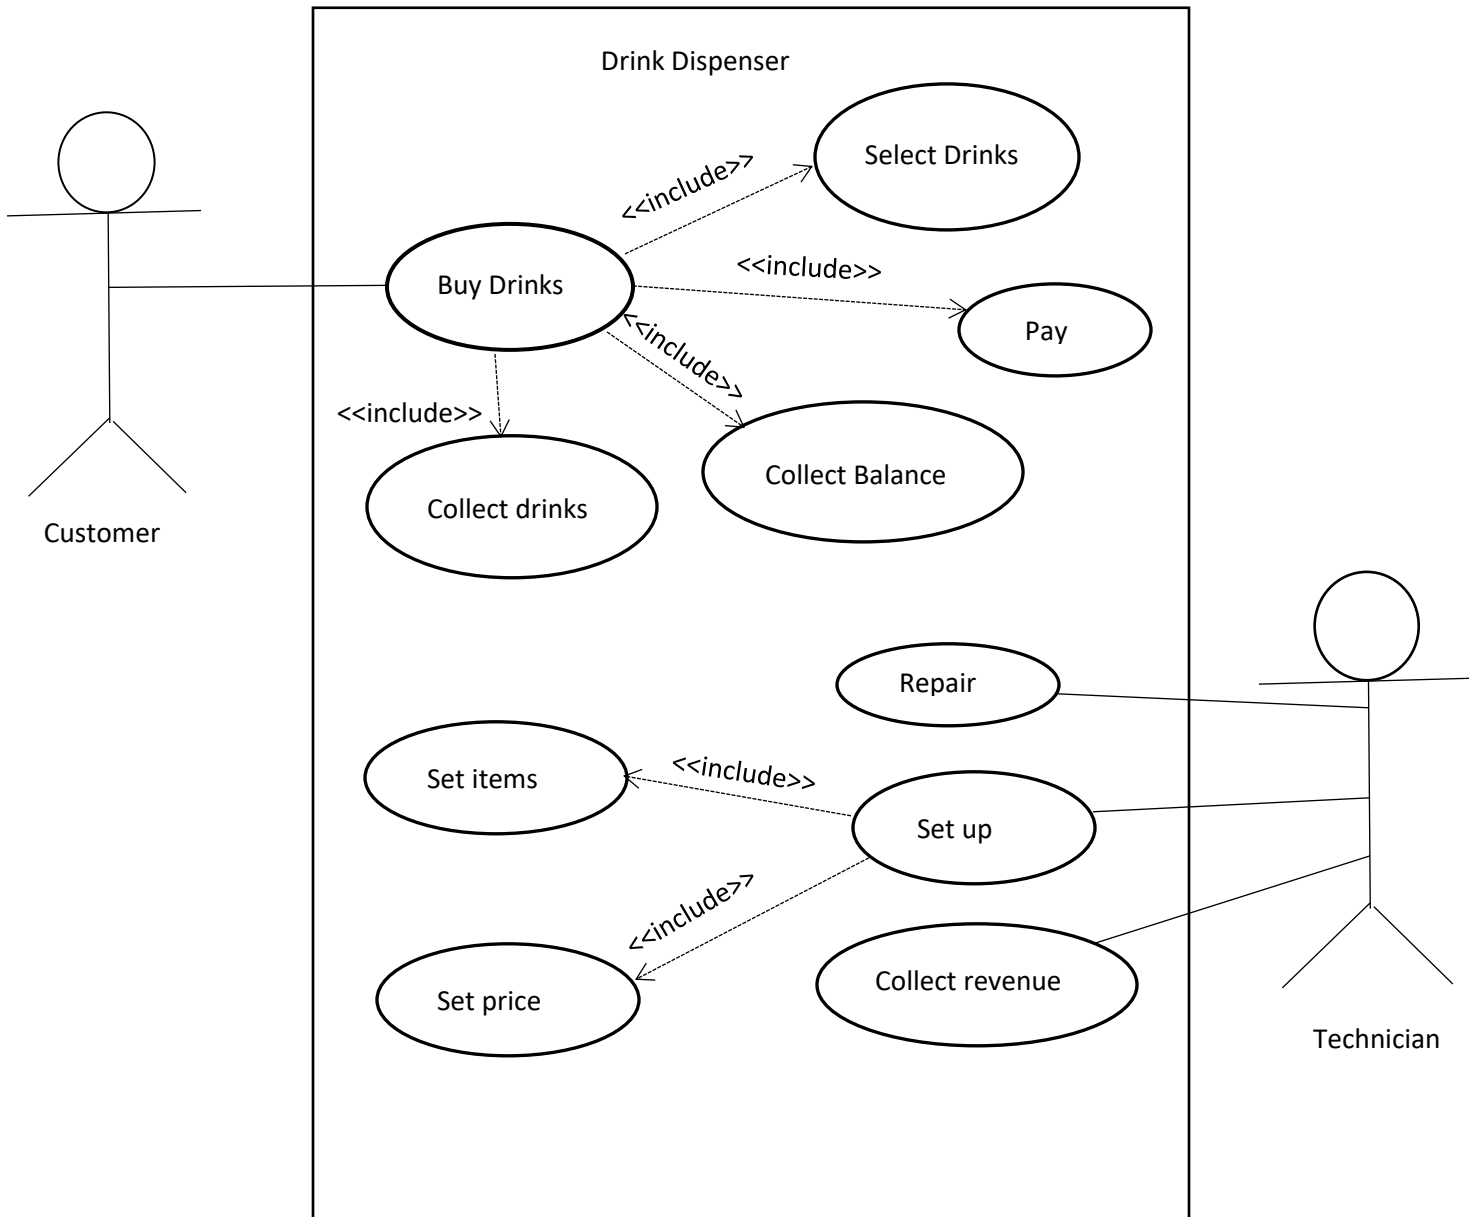 Drink Dispenser
Select Drinks
<<include>>
<<include>>
Buy Drinks
Pay
<<include>>
<<include>>
Collect Balance
Collect drinks
Customer
Repair
<<include>>
Set items
Set up
<<include>>
Collect revenue
Set price
Technician